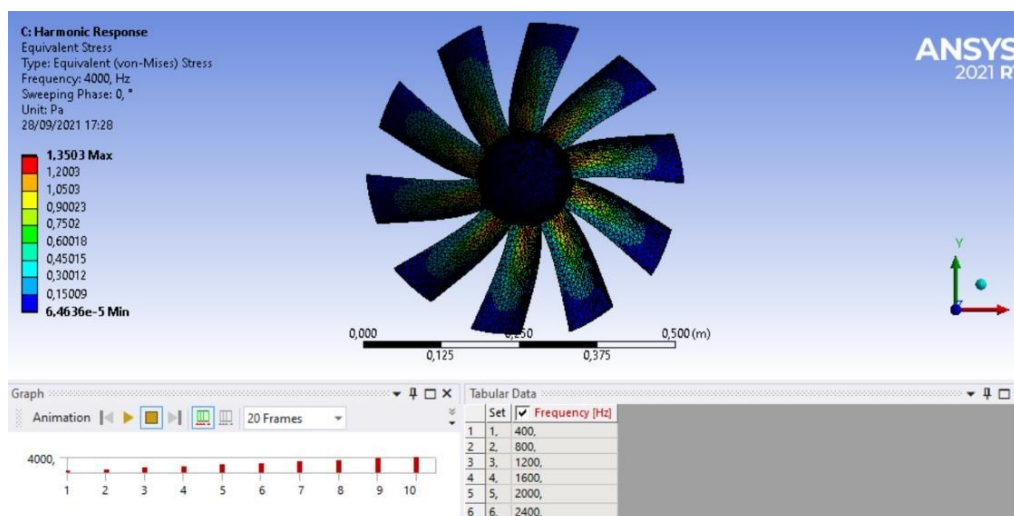 C: Harmonic Response
Equivalent Stress
Type: Equivalent (von-Mises) Stress
Frequency: 4000, Hz
Sweeping Phase: 0, °
Unit: Pa
28/09/2021 17:28
1,3503 Max
1,2003
1,0503
0,90023
0,7502
0,60018
0,45015
0,30012
0,15009
6,4636e-5 Min
ANSYS
2021 R
Y
0,000 0,250 0,500 (m)
0,125 0,375
Graph
Animation 20 Frames
4000,
1 2 3 4 5 6 7 8 9 10
Tabular Data
Set Frequency [Hz]
1 1, 400,
2 2, 800,
3 3, 1200,
4 4, 1600,
5 5, 2000,
6 6, 2400,